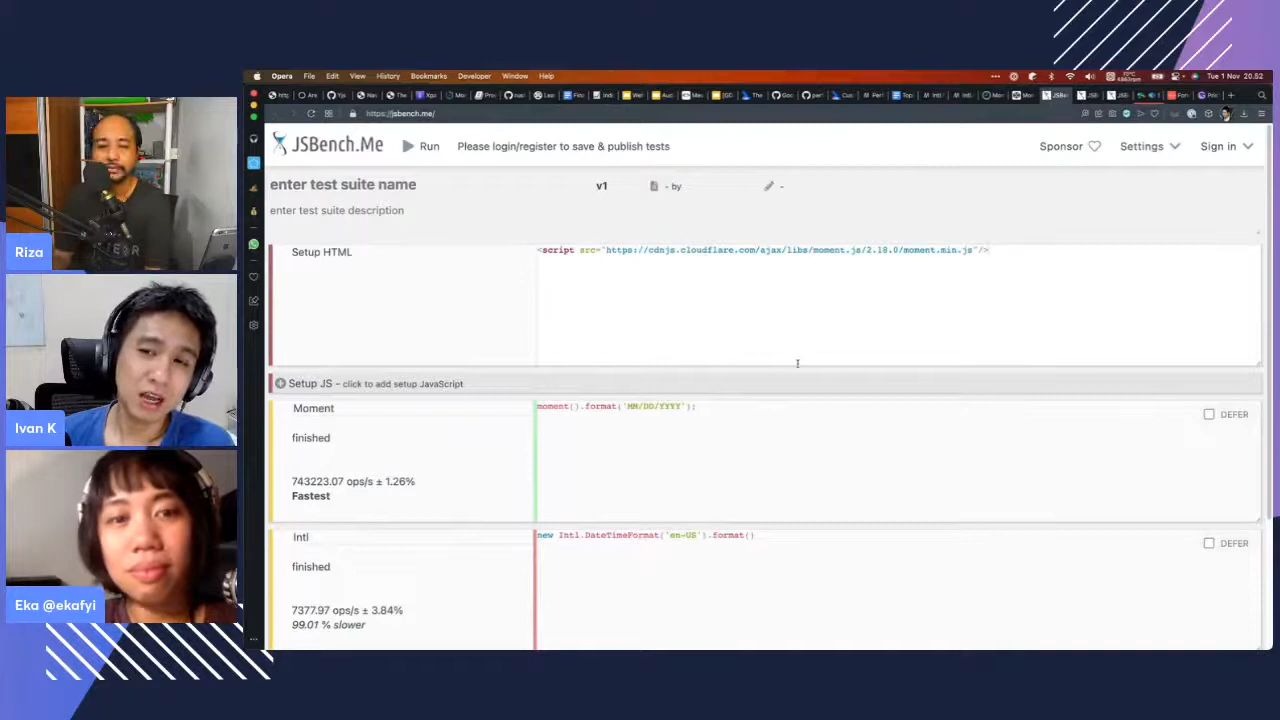 Opera File Edit View History Bookmarks Developer Window Help
Tue 1 Nov 20.52
https://jsbench.me/
JSBench.Me Run Please login/register to save & publish tests Sponsor Settings Sign in
enter test suite name v1 - by -
enter test suite description
Setup HTML
<script src="https://cdnjs.cloudflare.com/ajax/libs/moment.js/2.18.0/moment.min.js"/>
Setup JS - click to add setup JavaScript
Moment
moment().format('MM/DD/YYYY');
DEFER
finished
743223.07 ops/s ± 1.26%
Fastest
Intl
new Intl.DateTimeFormat('en-US').format()
DEFER
finished
7377.97 ops/s ± 3.84%
99.01 % slower
Riza
Ivan K
Eka @ekafyi